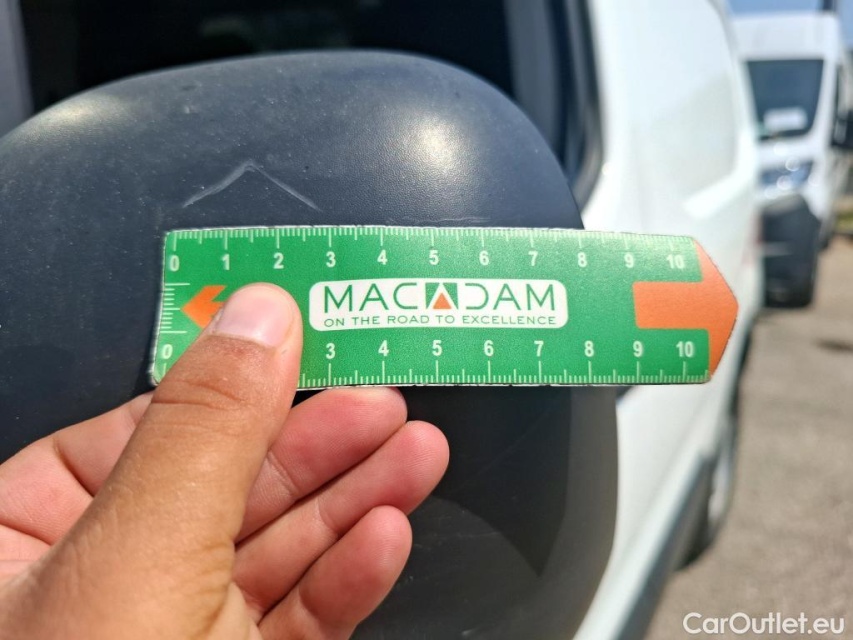 0 1 2 3 4 5 6 7 8 9 10
MACADAM
ON THE ROAD TO EXCELLENCE
0 3 4 5 6 7 8 9 10
CarOutlet.eu